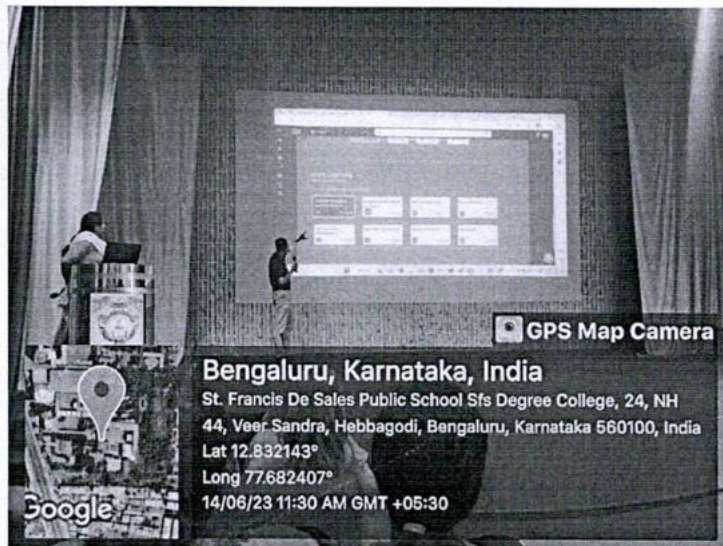 GPS Map Camera
Bengaluru, Karnataka, India
St. Francis De Sales Public School Sfs Degree College, 24, NH
44, Veer Sandra, Hebbagodi, Bengaluru, Karnataka 560100, India
Lat 12.832143°
Long 77.682407°
14/06/23 11:30 AM GMT +05:30
Google